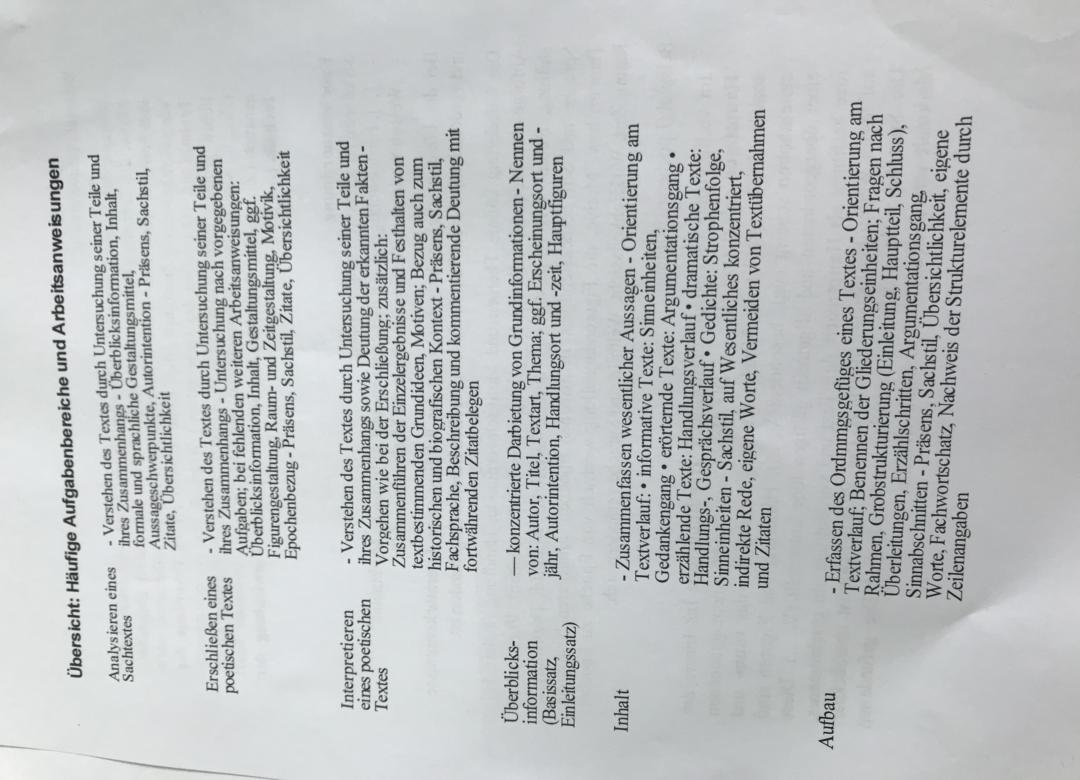 Übersicht: Häufige Aufgabenbereiche und Arbeitsanweisungen
Analysieren eines
Sachtextes
- Verstehen des Textes durch Untersuchung seiner Teile und
ihres Zusammenhangs - Überblicksinformation, Inhalt,
formale und sprachliche Gestaltungsmittel,
Aussageschwerpunkte, Autorintention - Präsens, Sachstil,
Zitate, Übersichtlichkeit
Erschließen eines
poetischen Textes
- Verstehen des Textes durch Untersuchung seiner Teile und
ihres Zusammenhangs - Untersuchung nach vorgegebenen
Aufgaben; bei fehlenden weiteren Arbeitsanweisungen:
Überblicksinformation, Inhalt, Gestaltungsmittel, ggf.
Figurengestaltung, Raum- und Zeitgestaltung, Motivik,
Epochenbezug - Präsens, Sachstil, Zitate, Übersichtlichkeit
Interpretieren
eines poetischen
Textes
- Verstehen des Textes durch Untersuchung seiner Teile und
ihres Zusammenhangs sowie Deutung der erkannten Fakten -
Vorgehen wie bei der Erschließung; zusätzlich:
Zusammenführen der Einzelergebnisse und Festhalten von
textbestimmenden Grundideen, Motiven; Bezug auch zum
historischen und biografischen Kontext - Präsens, Sachstil,
Fachsprache, Beschreibung und kommentierende Deutung mit
fortwährenden Zitatbelegen
Überblicks-
information
(Basissatz,
Einleitungssatz)
— konzentrierte Darbietung von Grundinformationen - Nennen
von: Autor, Titel, Textart, Thema; ggf. Erscheinungsort und -
jähr, Autorintention, Handlungsort und -zeit, Hauptfiguren
Inhalt
- Zusammenfassen wesentlicher Aussagen - Orientierung am
Textverlauf: • informative Texte: Sinneinheiten,
Gedankengang • erörternde Texte: Argumentationsgang •
erzählende Texte: Handlungsverlauf • dramatische Texte:
Handlungs-, Gesprächsverlauf • Gedichte: Strophenfolge,
Sinneinheiten - Sachstil, auf Wesentliches konzentriert,
indirekte Rede, eigene Worte, Vermeiden von Textübernahmen
und Zitaten
Aufbau
- Erfassen des Ordmmgsgefüges eines Textes - Orientierung am
Textverlauf; Benennen der Gliederungseinheiten; Fragen nach
Rahmen, Grobstrukturierung (Einleitung, Hauptteil, Schluss),
Überleitungen, Erzählschritten, Argumentationsgang,
Sinnabschnitten - Präsens, Sachstil, Übersichtlichkeit, eigene
Worte, Fachwortschatz, Nachweis der Strukturelemente durch
Zeilenangaben